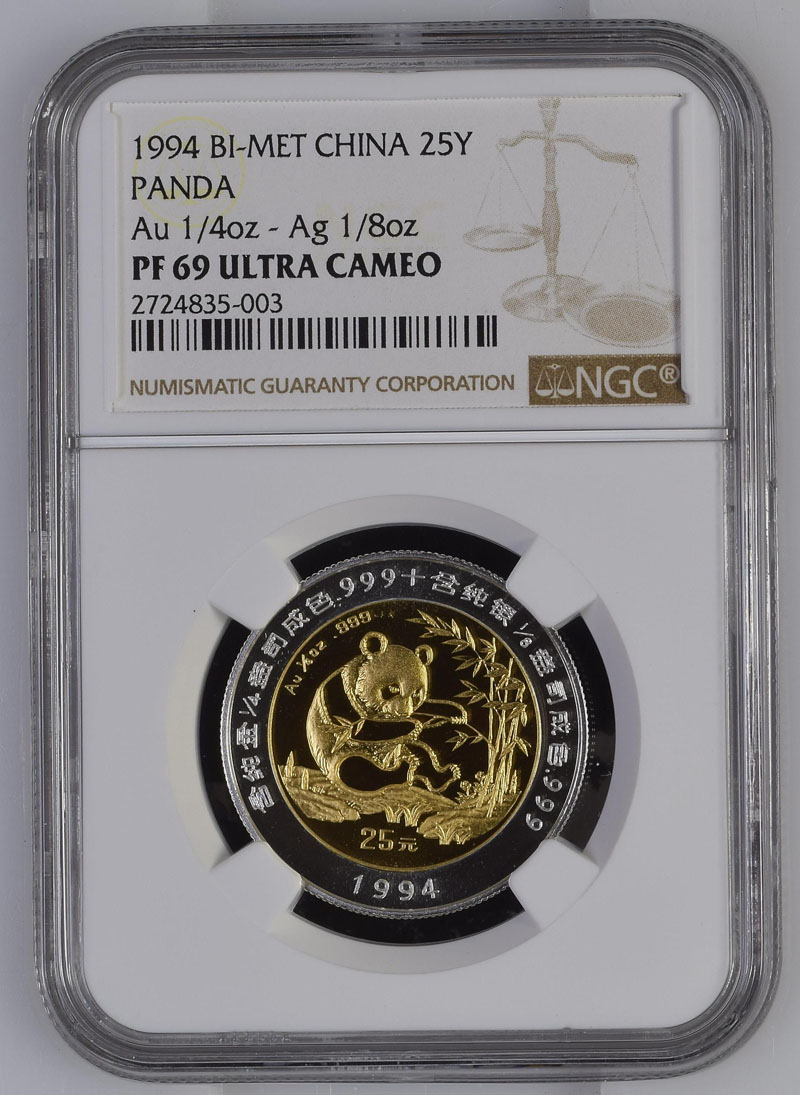 1994 BI-MET CHINA 25Y
PANDA
Au 1/4oz - Ag 1/8oz
PF 69 ULTRA CAMEO
2724835-003
NUMISMATIC GUARANTY CORPORATION
NGC®
含纯金1/4盎司成色.999+含纯银1/8盎司成色.999
Au ¼oz .999
25元
1994